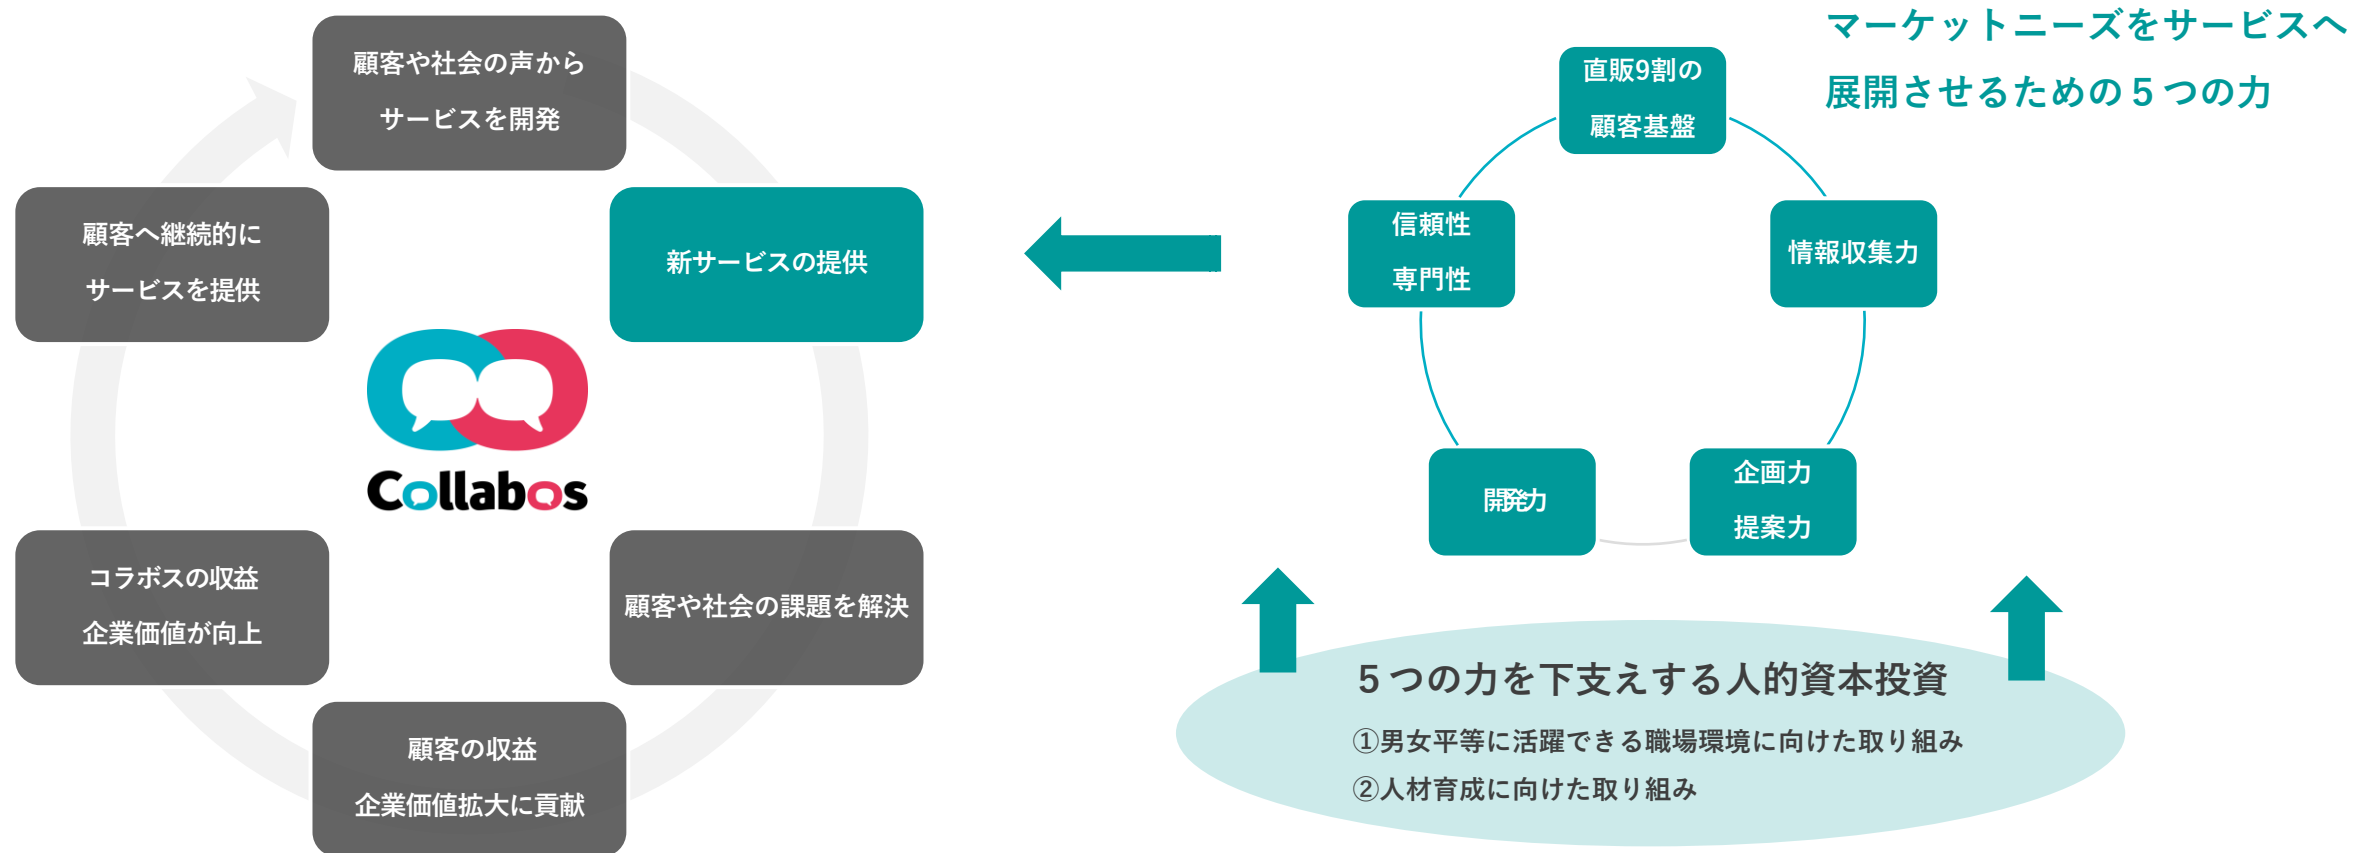 顧客や社会の声から
サービスを開発
新サービスの提供
顧客や社会の課題を解決
顧客の収益
企業価値拡大に貢献
コラボスの収益
企業価値が向上
顧客へ継続的に
サービスを提供
Collabos
マーケットニーズをサービスへ
展開させるための５つの力
直販9割の
顧客基盤
情報収集力
企画力
提案力
開発力
信頼性
専門性
５つの力を下支えする人的資本投資
①男女平等に活躍できる職場環境に向けた取り組み
②人材育成に向けた取り組み